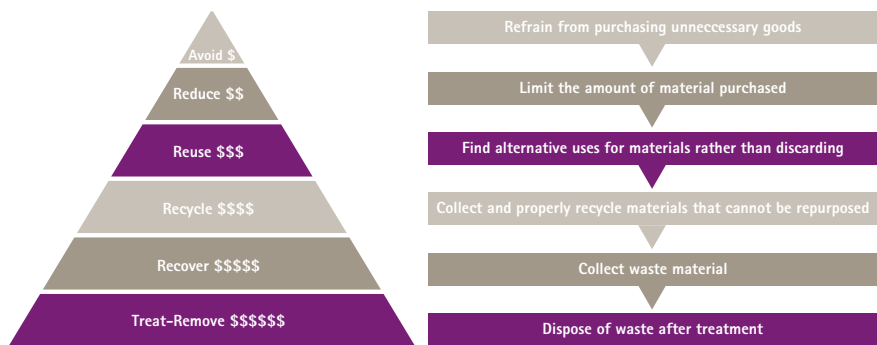 Avoid $
Reduce $$
Reuse $$$
Recycle $$$$
Recover $$$$$
Treat-Remove $$$$$$
Refrain from purchasing unneccessary goods
Limit the amount of material purchased
Find alternative uses for materials rather than discarding
Collect and properly recycle materials that cannot be repurposed
Collect waste material
Dispose of waste after treatment